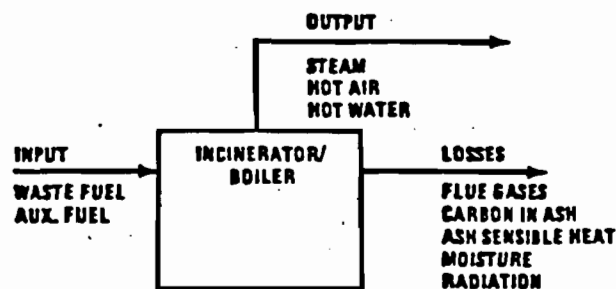 OUTPUT
STEAM
HOT AIR
HOT WATER
INPUT
WASTE FUEL
AUX. FUEL
INCINERATOR/
BOILER
LOSSES
FLUE GASES
CARBON IN ASH
ASH SENSIBLE HEAT
MOISTURE
RADIATION